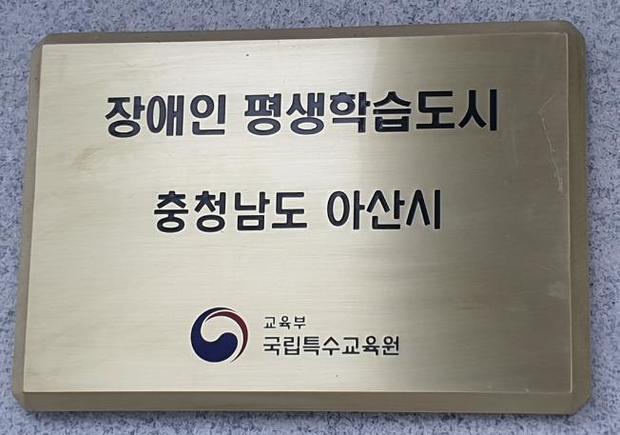 장애인 평생학습도시
충청남도 아산시
교육부
국립특수교육원